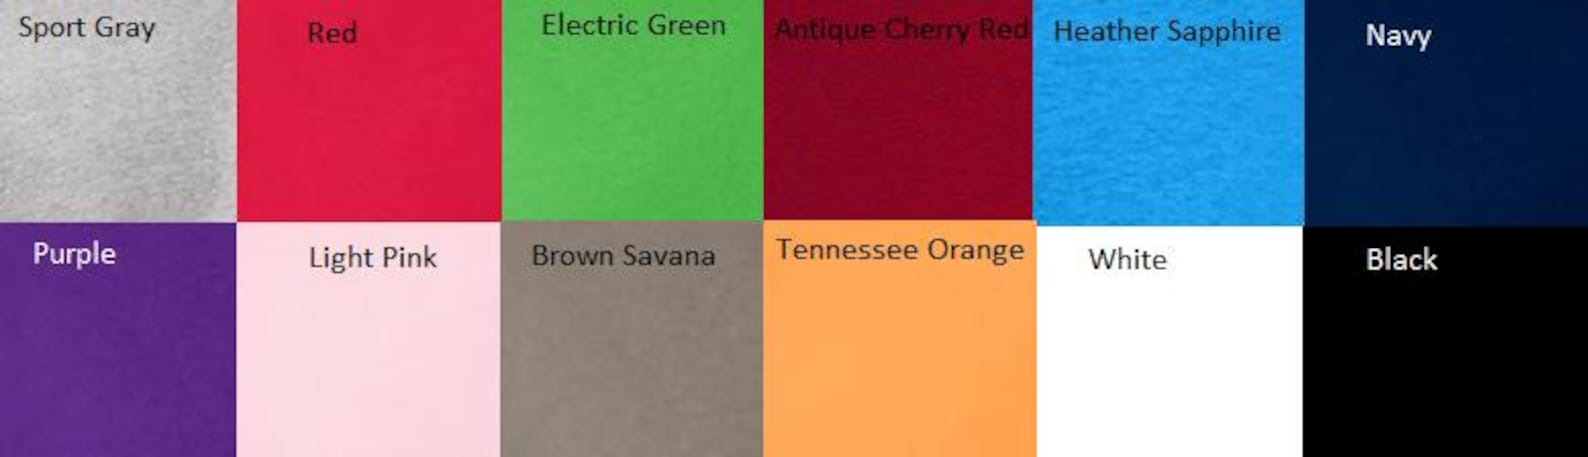 Sport Gray
Red
Electric Green
Antique Cherry Red
Heather Sapphire
Navy
Purple
Light Pink
Brown Savana
Tennessee Orange
White
Black